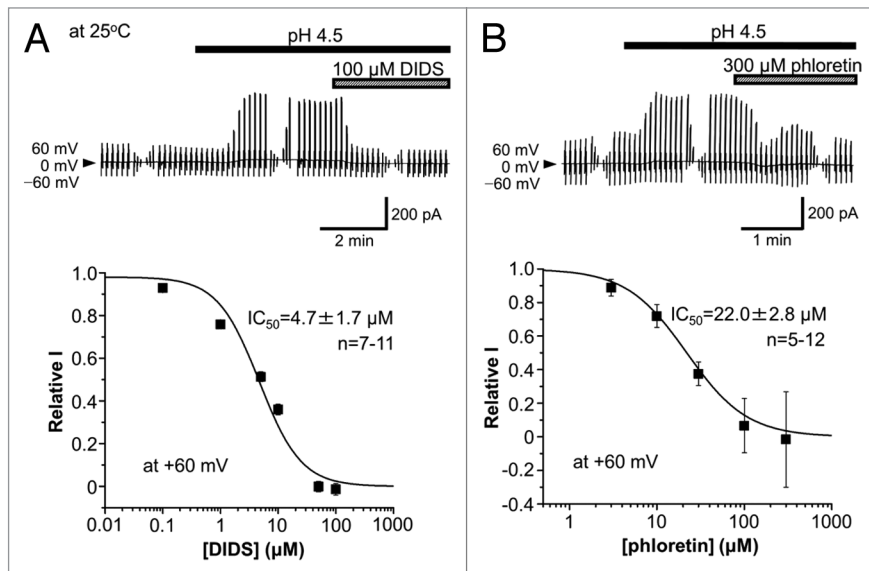 A
at 25°C
pH 4.5
100 µM DIDS
60 mV
0 mV
−60 mV
200 pA
2 min
1.0
0.8
0.6
0.4
0.2
0
Relative I
IC50=4.7±1.7 µM
n=7-11
at +60 mV
0.01 0.1 1 10 100 1000
[DIDS] (µM)
B
pH 4.5
300 µM phloretin
60 mV
0 mV
−60 mV
200 pA
1 min
1.0
0.8
0.6
0.4
0.2
0
-0.2
-0.4
Relative I
IC50=22.0±2.8 µM
n=5-12
at +60 mV
1 10 100 1000
[phloretin] (µM)